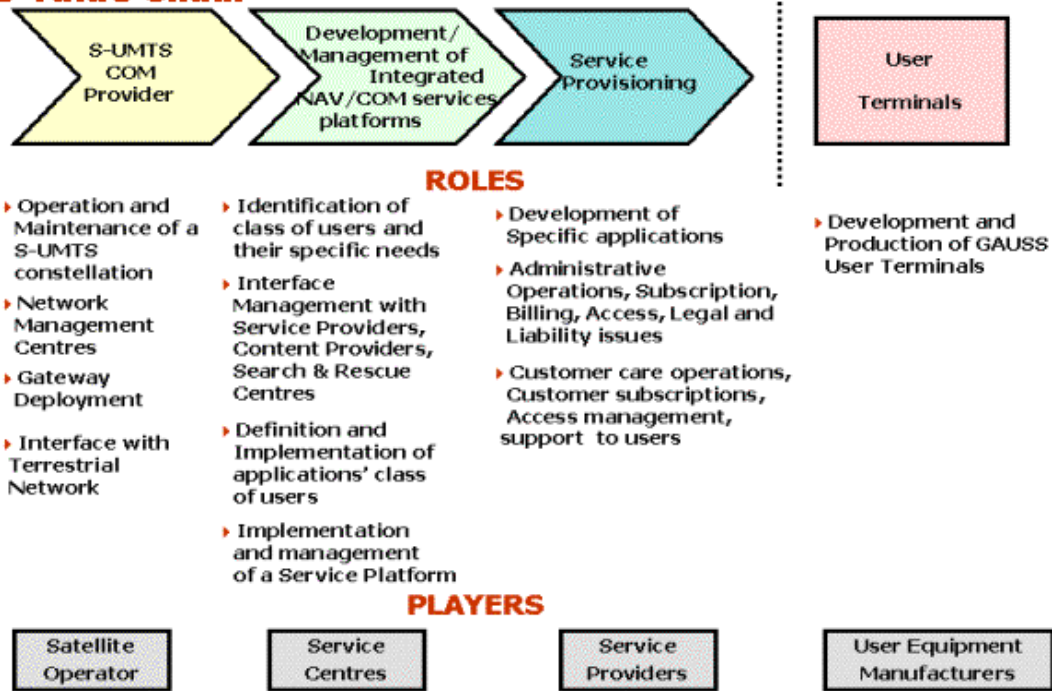 S-UMTS
COM
Provider
Development/
Management of
Integrated
NAV/COM services
platforms
Service
Provisioning
User
Terminals
ROLES
Operation and
Maintenance of a
S-UMTS
constellation
Network
Management
Centres
Gateway
Deployment
Interface with
Terrestrial
Network
Identification of
class of users and
their specific needs
Interface
Management with
Service Providers,
Content Providers,
Search & Rescue
Centres
Definition and
Implementation of
applications' class
of users
Implementation
and management
of a Service Platform
Development of
Specific applications
Administrative
Operations, Subscription,
Billing, Access, Legal and
Liability issues
Customer care operations,
Customer subscriptions,
Access management,
support to users
Development and
Production of GAUSS
User Terminals
PLAYERS
Satellite
Operator
Service
Centres
Service
Providers
User Equipment
Manufacturers